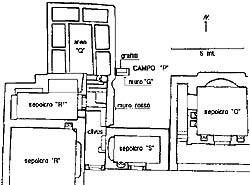 area
"Q"
N
graffiti
CAMPO "P"
5 mt.
muro "G"
sepolcro "R'"
muro rosso
sepolcro "O"
clivus
sepolcro "S"
sepolcro "R"